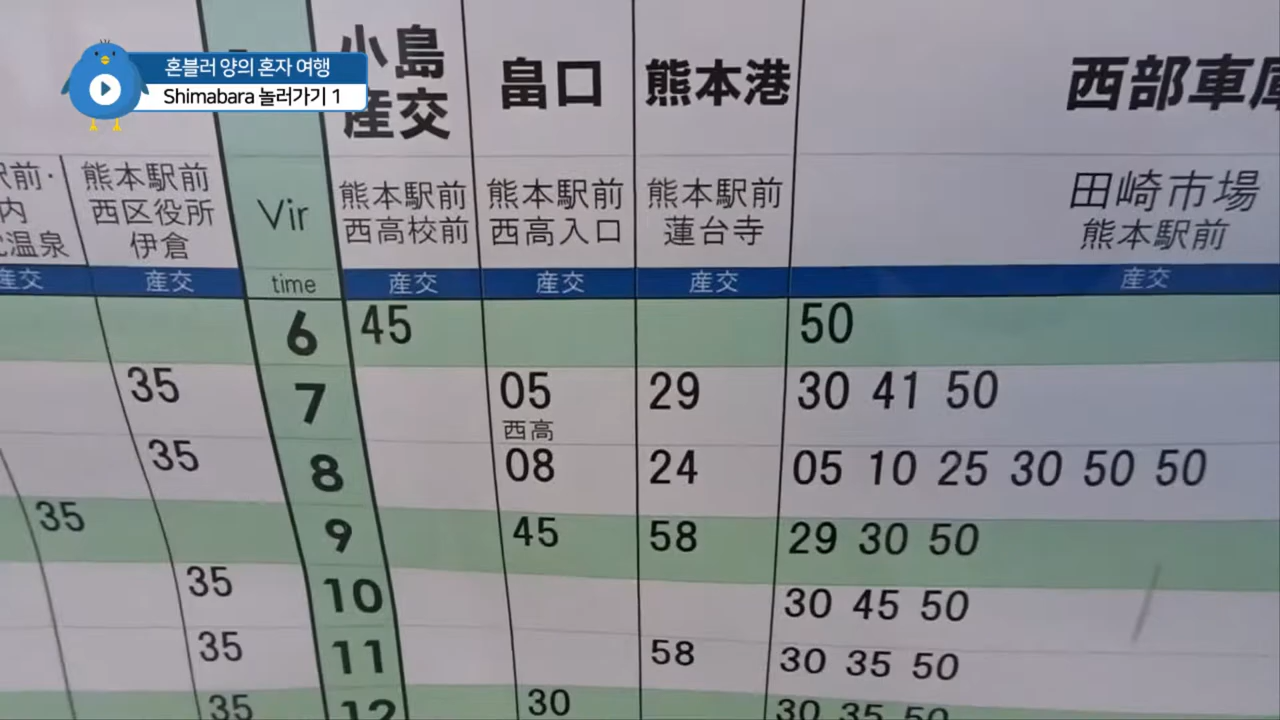 혼블러 양의 혼자 여행
Shimabara 놀러가기 1
小島
産交
畠口
熊本港
西部車庫
駅前・
内
温泉
熊本駅前
西区役所
伊倉
Vir
熊本駅前
西高校前
熊本駅前
西高入口
熊本駅前
蓮台寺
田崎市場
熊本駅前
産交 産交 time 産交 産交 産交 産交
6 45 50
35 7 05 29 30 41 50
西高
35 8 08 24 05 10 25 30 50 50
35 9 45 58 29 30 50
35 10 30 45 50
35 11 58 30 35 50
35 12 30 30 35 50